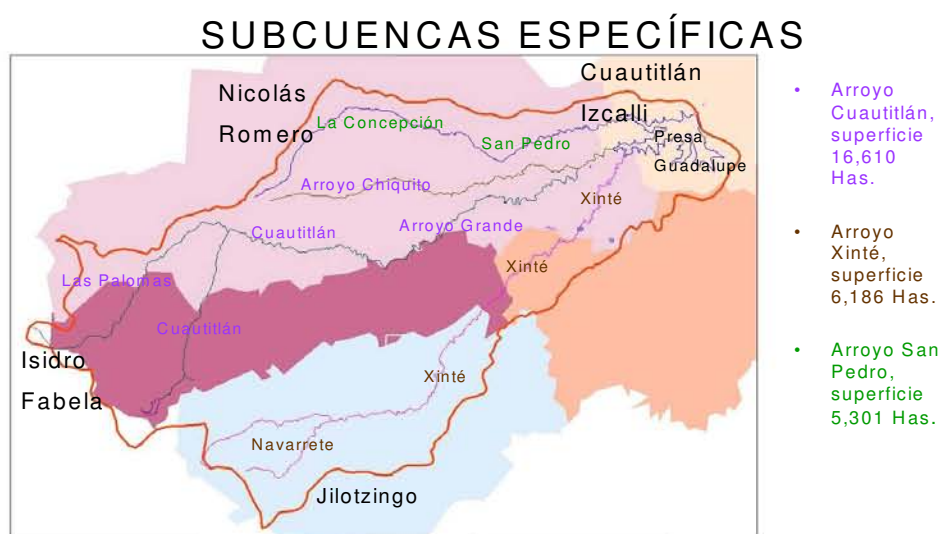 SUBCUENCAS ESPECÍFICAS
Nicolás
Romero
Cuautitlán
Izcalli
La Concepción
San Pedro
Presa
Guadalupe
Arroyo Chiquito
Xinté
Cuautitlán
Arroyo Grande
Xinté
Las Palomas
Cuautitlán
Isidro
Fabela
Xinté
Navarrete
Jilotzingo
• Arroyo
Cuautitlán,
superficie
16,610
Has.
• Arroyo
Xinté,
superficie
6,186 Has.
• Arroyo San
Pedro,
superficie
5,301 Has.